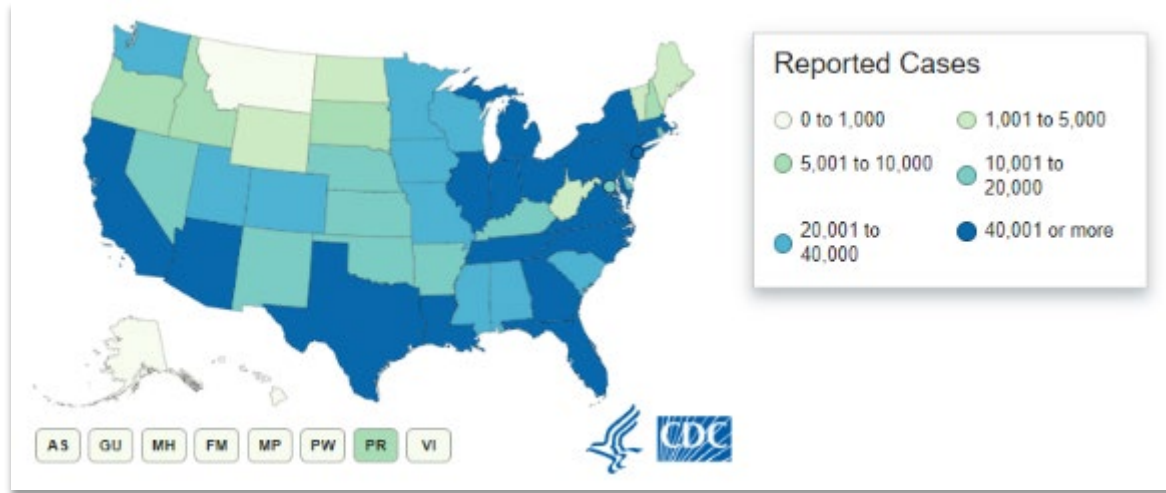 Reported Cases
0 to 1,000
1,001 to 5,000
5,001 to 10,000
10,001 to
20,000
20,001 to
40,000
40,001 or more
AS GU MH FM MP PW PR VI
CDC